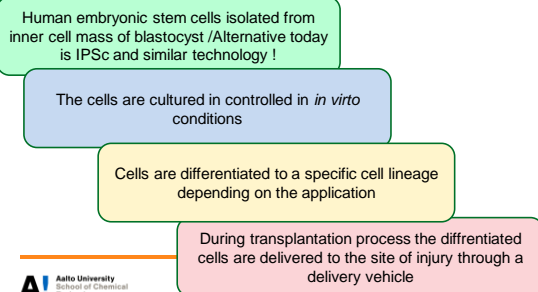 Human embryonic stem cells isolated from
inner cell mass of blastocyst /Alternative today
is IPSc and similar technology !
The cells are cultured in controlled in in virto
conditions
Cells are differentiated to a specific cell lineage
depending on the application
During transplantation process the diffrentiated
cells are delivered to the site of injury through a
delivery vehicle
A!
Aalto University
School of Chemical